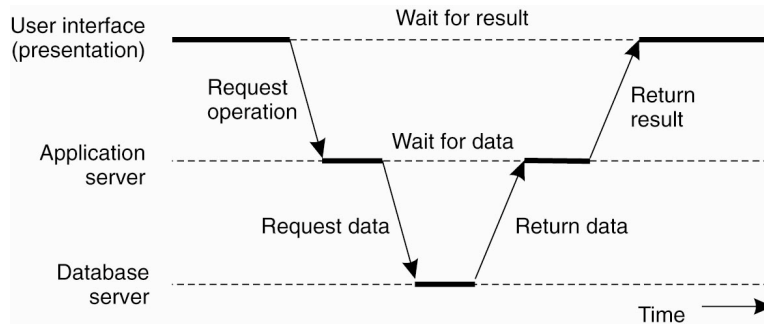 User interface
(presentation)
Wait for result
Request
operation
Return
result
Application
server
Wait for data
Request data
Return data
Database
server
Time